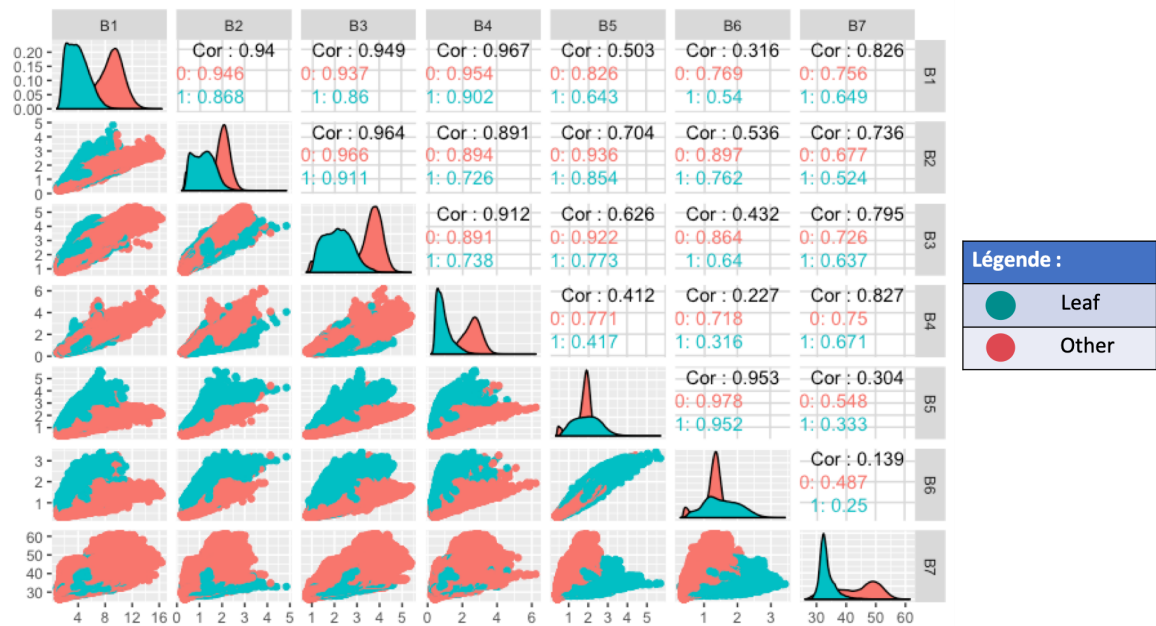 B1 B2 B3 B4 B5 B6 B7
Cor : 0.94 Cor : 0.949 Cor : 0.967 Cor : 0.503 Cor : 0.316 Cor : 0.826
0: 0.946 0: 0.937 0: 0.954 0: 0.826 0: 0.769 0: 0.756
1: 0.868 1: 0.86 1: 0.902 1: 0.643 1: 0.54 1: 0.649
0.20
0.15
0.10
0.05
0.00
B1
Cor : 0.964 Cor : 0.891 Cor : 0.704 Cor : 0.536 Cor : 0.736
0: 0.966 0: 0.894 0: 0.936 0: 0.897 0: 0.677
1: 0.911 1: 0.726 1: 0.854 1: 0.762 1: 0.524
5
4
3
2
1
0
B2
Cor : 0.912 Cor : 0.626 Cor : 0.432 Cor : 0.795
0: 0.891 0: 0.922 0: 0.864 0: 0.726
1: 0.738 1: 0.773 1: 0.64 1: 0.637
5
4
3
2
1
B3
Cor : 0.412 Cor : 0.227 Cor : 0.827
0: 0.771 0: 0.718 0: 0.75
1: 0.417 1: 0.316 1: 0.671
6
4
2
0
B4
Cor : 0.953 Cor : 0.304
0: 0.978 0: 0.548
1: 0.952 1: 0.333
5
4
3
2
1
B5
Cor : 0.139
0: 0.487
1: 0.25
3
2
1
B6
60
50
40
30
B7
4 8 12 16 0 1 2 3 4 5 1 2 3 4 5 0 2 4 6 1 2 3 4 5 1 2 3 30 40 50 60
Légende :
Leaf
Other